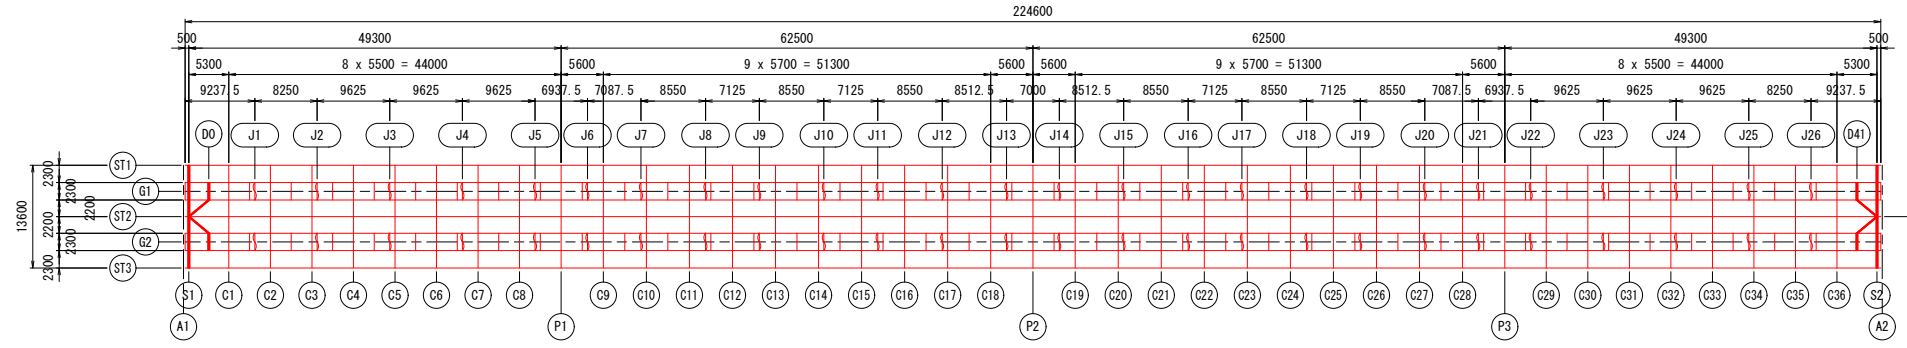 224600
500 49300 62500 62500 49300 500
5300 8 x 5500 = 44000 5600 9 x 5700 = 51300 5600 5600 9 x 5700 = 51300 5600 8 x 5500 = 44000 5300
9237.5 8250 9625 9625 9625 6937.5 7087.5 8550 7125 8550 7125 8550 8512.5 7000 8512.5 8550 7125 8550 7125 8550 7087.5 6937.5 9625 9625 9625 8250 9237.5
D0 J1 J2 J3 J4 J5 J6 J7 J8 J9 J10 J11 J12 J13 J14 J15 J16 J17 J18 J19 J20 J21 J22 J23 J24 J25 J26 D41
ST1
G1
ST2
G2
ST3
13600
2300
2300
2200
2200
2300
2300
S1 C1 C2 C3 C4 C5 C6 C7 C8 C9 C10 C11 C12 C13 C14 C15 C16 C17 C18 C19 C20 C21 C22 C23 C24 C25 C26 C27 C28 C29 C30 C31 C32 C33 C34 C35 C36 S2
A1 P1 P2 P3 A2